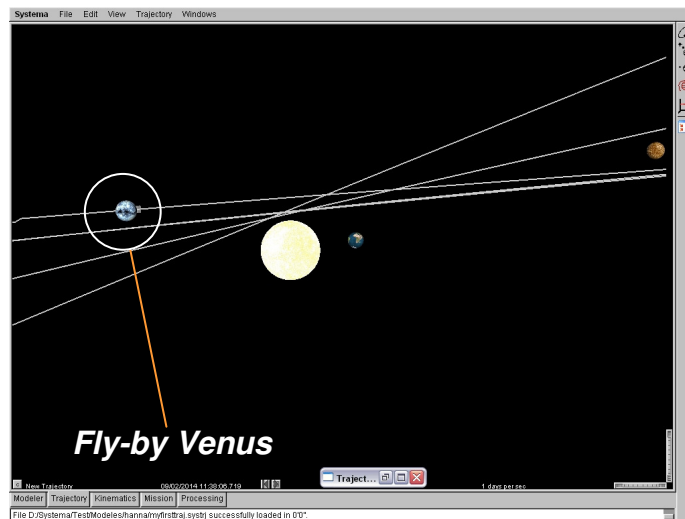 Systema File Edit View Trajectory Windows
Fly-by Venus
New Trajectory 09/02/2014 11:38:06.719 1 days per sec
Traject...
Modeler Trajectory Kinematics Mission Processing
File D:/Systema/Test/Modeles/hanna/myfirsttraj.systrj successfully loaded in 0'0".